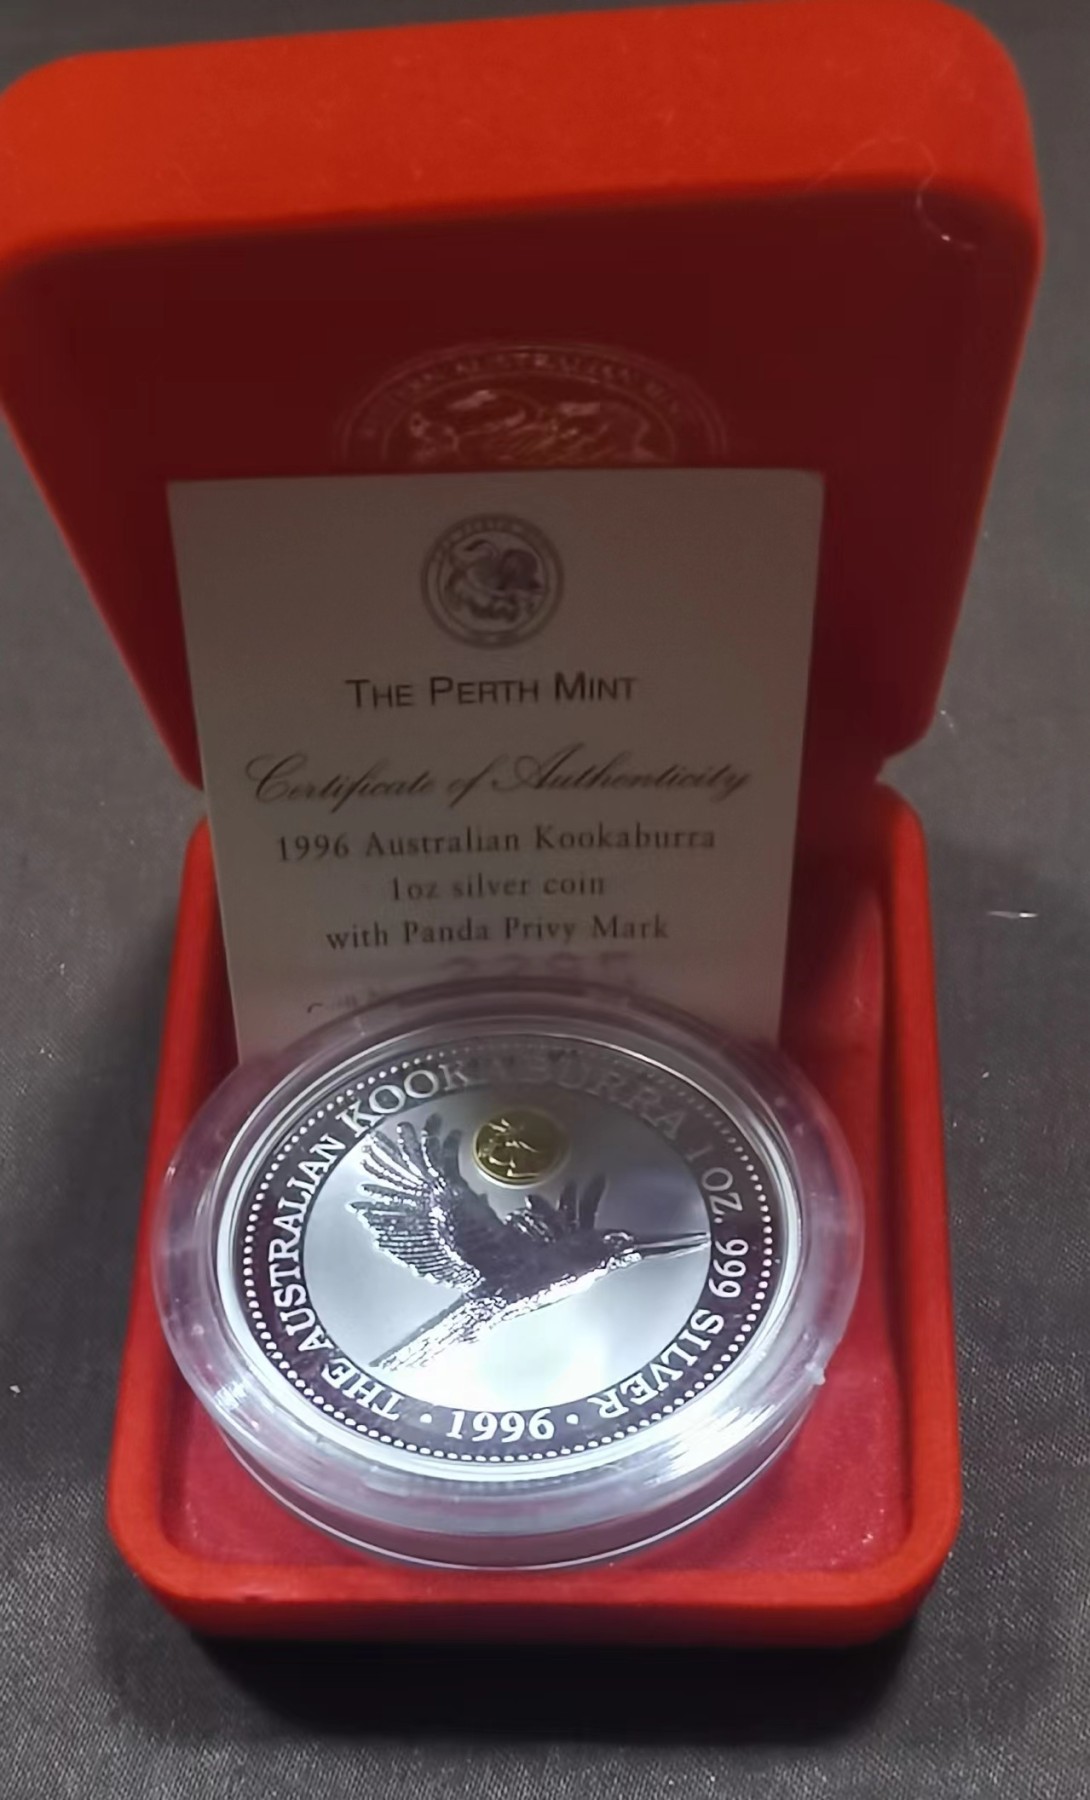 THE PERTH MINT
Certificate of Authenticity
1996 Australian Kookaburra
1oz silver coin
with Panda Privy Mark
THE AUSTRALIAN KOOKABURRA 1 OZ. 999 SILVER
· 1996 ·